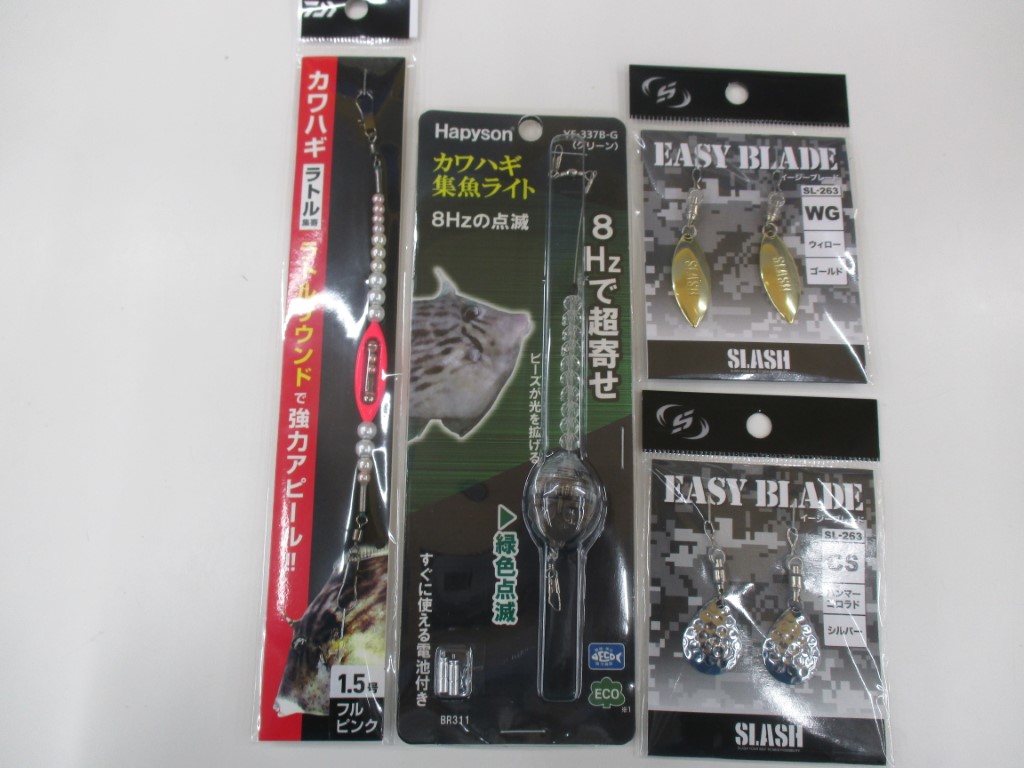 カワハギ
ラトル
集寄
ラトルサウンドで強力アピール!!
1.5号
フル
ピンク
Hapyson
YF-337B-G
(グリーン)
カワハギ
集魚ライト
8Hzの点滅
8Hzで超寄せ
ビーズが光を拡げる
▶緑色点滅
すぐに使える電池付き
BR311
ECO
ECO
※1
S
EASY BLADE
イージーブレード
SL-263
WG
ウィロー
ゴールド
SLASH
SLASH
SLASH
S
EASY BLADE
イージーブレード
SL-263
CS
ハンマー
コロラド
シルバー
SLASH